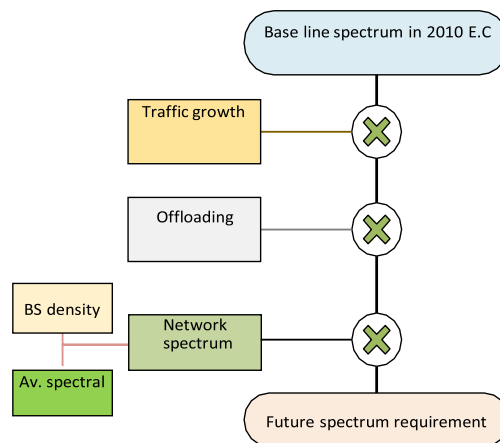 Base line spectrum in 2010 E.C
Traffic growth
Offloading
BS density
Network
spectrum
Av. spectral
Future spectrum requirement